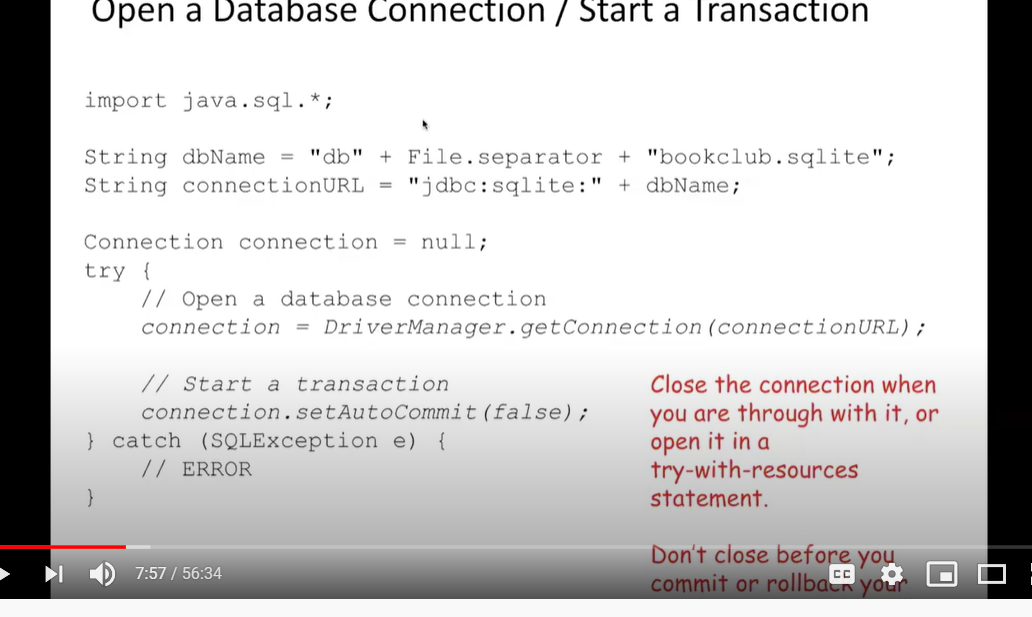 Open a Database Connection / Start a Transaction
import java.sql.*;
String dbName = "db" + File.separator + "bookclub.sqlite";
String connectionURL = "jdbc:sqlite:" + dbName;
Connection connection = null;
try {
// Open a database connection
connection = DriverManager.getConnection(connectionURL);
// Start a transaction
connection.setAutoCommit(false);
} catch (SQLException e) {
// ERROR
}
Close the connection when
you are through with it, or
open it in a
try-with-resources
statement.
Don't close before you
commit or rollback your
7:57 / 56:34
CC